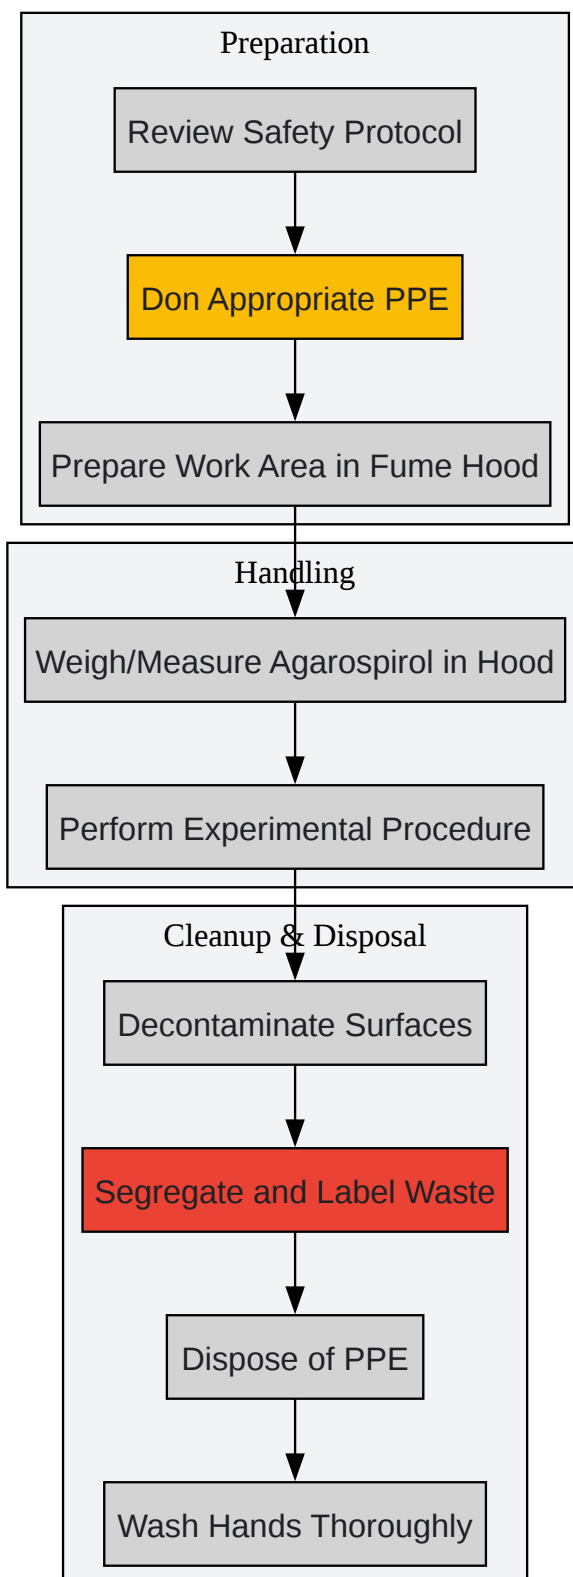 Preparation
Review Safety Protocol
Don Appropriate PPE
Prepare Work Area in Fume Hood
Handling
Weigh/Measure Agarospirol in Hood
Perform Experimental Procedure
Cleanup & Disposal
Decontaminate Surfaces
Segregate and Label Waste
Dispose of PPE
Wash Hands Thoroughly